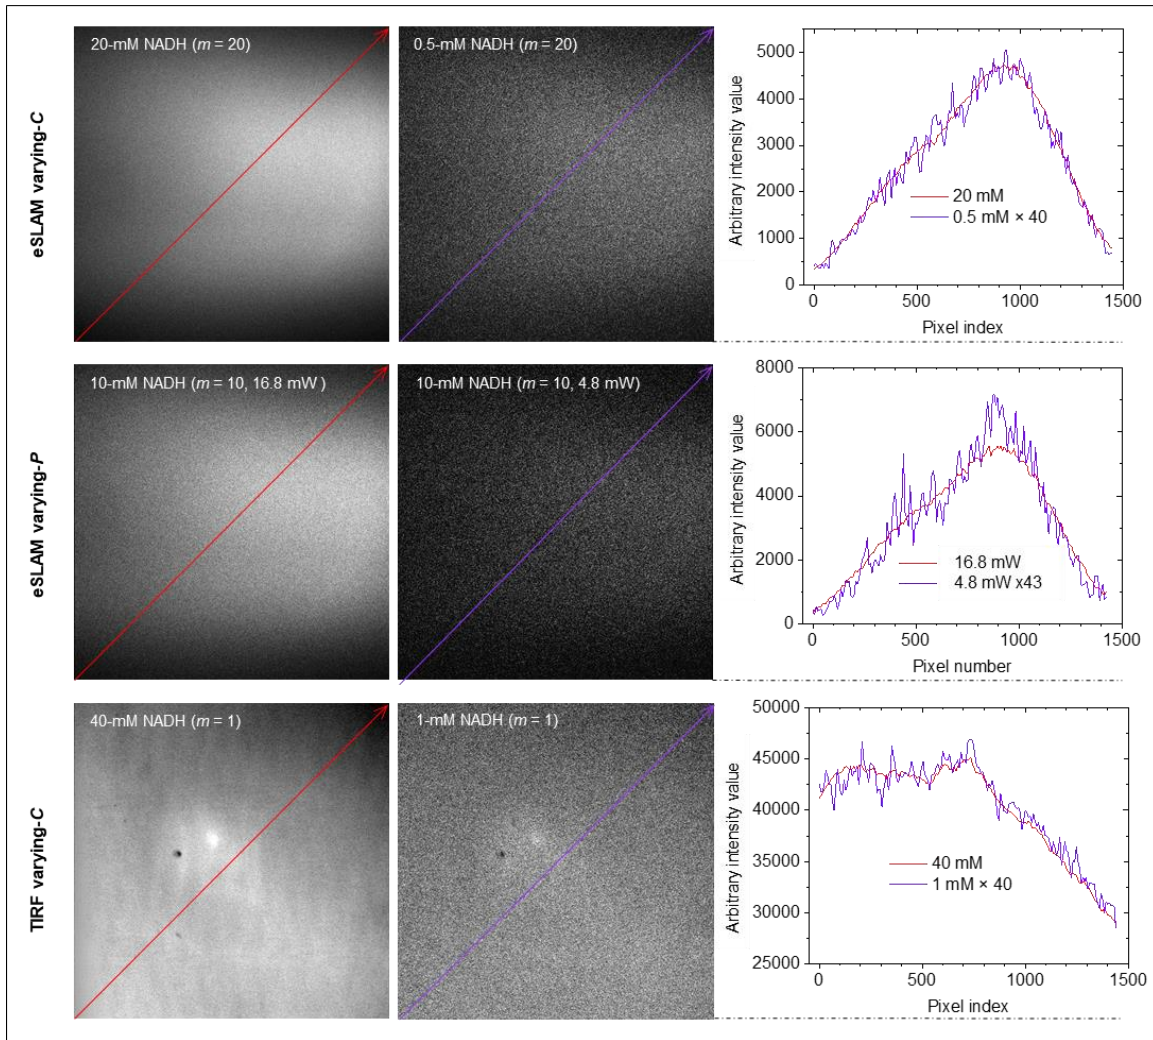 eSLAM varying-C
20-mM NADH (m = 20)
0.5-mM NADH (m = 20)
Arbitrary intensity value
5000
4000
3000
2000
1000
0
20 mM
0.5 mM × 40
0 500 1000 1500
Pixel index
eSLAM varying-P
10-mM NADH (m = 10, 16.8 mW )
10-mM NADH (m = 10, 4.8 mW)
Arbitrary intensity value
8000
6000
4000
2000
0
16.8 mW
4.8 mW x43
0 500 1000 1500
Pixel number
TIRF varying-C
40-mM NADH (m = 1)
1-mM NADH (m = 1)
Arbitrary intensity value
50000
45000
40000
35000
30000
25000
40 mM
1 mM × 40
0 500 1000 1500
Pixel index